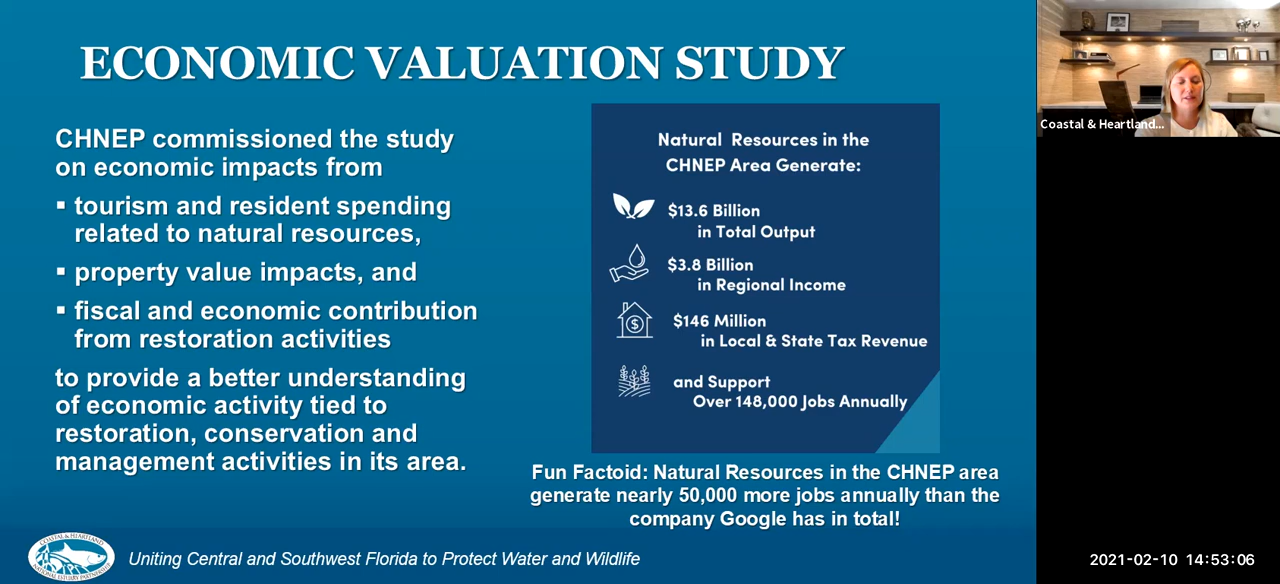 ECONOMIC VALUATION STUDY
CHNEP commissioned the study
on economic impacts from
▪ tourism and resident spending
related to natural resources,
▪ property value impacts, and
▪ fiscal and economic contribution
from restoration activities
to provide a better understanding
of economic activity tied to
restoration, conservation and
management activities in its area.
Natural Resources in the
CHNEP Area Generate:
$13.6 Billion
in Total Output
$3.8 Billion
in Regional Income
$146 Million
in Local & State Tax Revenue
and Support
Over 148,000 Jobs Annually
Fun Factoid: Natural Resources in the CHNEP area
generate nearly 50,000 more jobs annually than the
company Google has in total!
COASTAL & HEARTLAND
NATIONAL ESTUARY PARTNERSHIP
Uniting Central and Southwest Florida to Protect Water and Wildlife
Coastal & Heartland...
2021-02-10 14:53:06